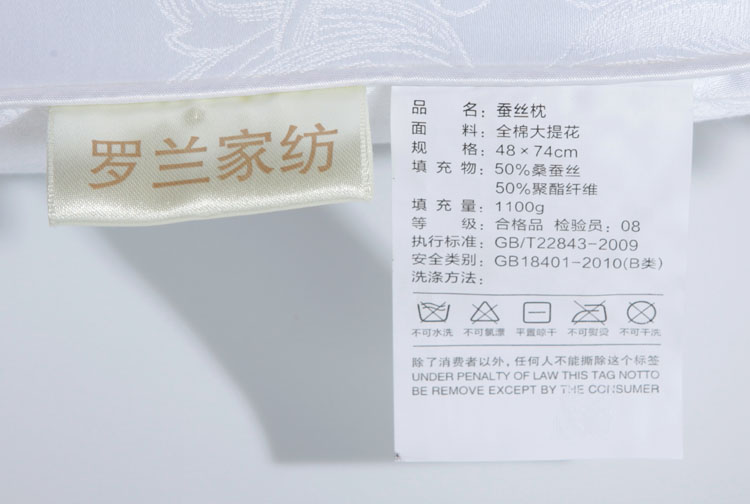 罗兰家纺
品 名：蚕丝枕
面 料：全棉大提花
规 格：48×74cm
填 充 物：50%桑蚕丝
50%聚酯纤维
填 充 量：1100g
等 级：合格品 检验员：08
执行标准：GB/T22843-2009
安全类别：GB18401-2010(B类)
洗涤方法：
不可水洗 不可氯漂 平置晾干 不可熨烫 不可干洗
除了消费者以外，任何人不能撕除这个标签
UNDER PENALTY OF LAW THIS TAG NOTTO
BE REMOVE EXCEPT BY THE CONSUMER